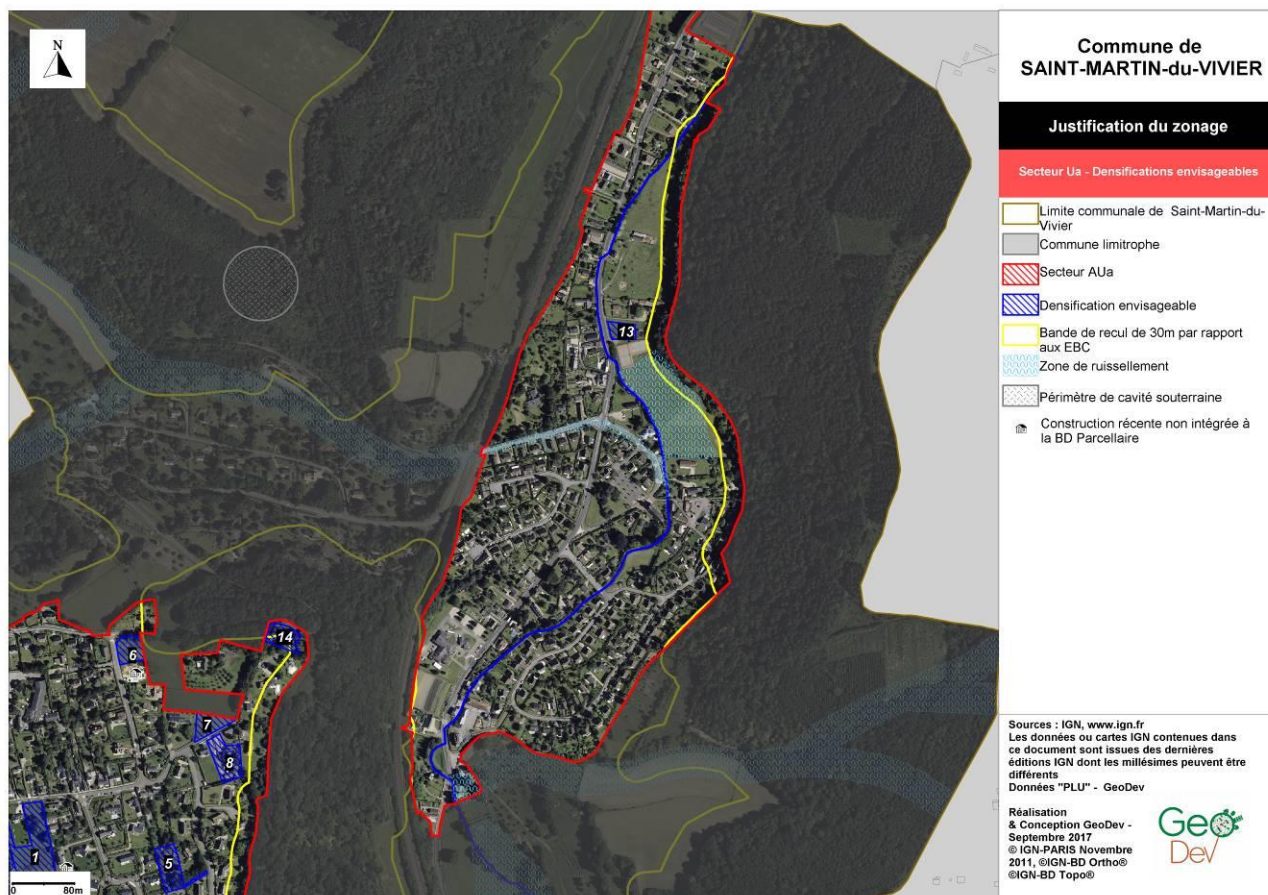 N
13
14
6
7
8
1
5
0 80m
Commune de
SAINT-MARTIN-du-VIVIER
Justification du zonage
Secteur Ua - Densifications envisageables
Limite communale de Saint-Martin-du-
Vivier
Commune limitrophe
Secteur AUa
Densification envisageable
Bande de recul de 30m par rapport
aux EBC
Zone de ruissellement
Périmètre de cavité souterraine
Construction récente non intégrée à
la BD Parcellaire
Sources : IGN, www.ign.fr
Les données ou cartes IGN contenues dans
ce document sont issues des dernières
éditions IGN dont les millésimes peuvent être
différents
Données "PLU" - GeoDev
Réalisation
& Conception GeoDev -
Septembre 2017
© IGN-PARIS Novembre
2011, ©IGN-BD Ortho®
©IGN-BD Topo®
Geo
Dev